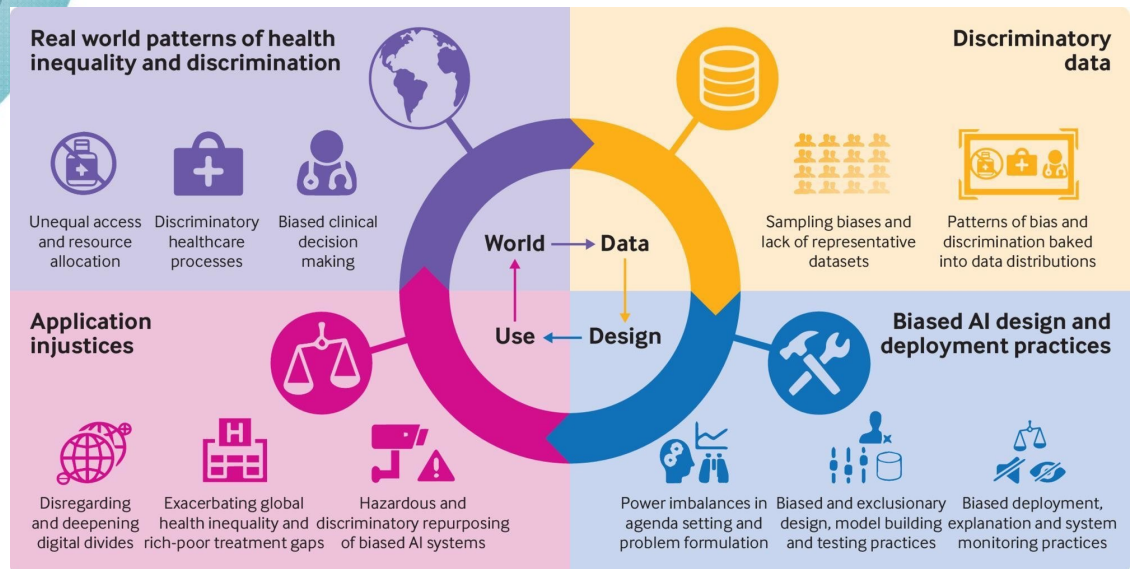 Real world patterns of health
inequality and discrimination
Unequal access
and resource
allocation
Discriminatory
healthcare
processes
Biased clinical
decision
making
Discriminatory
data
Sampling biases and
lack of representative
datasets
Patterns of bias and
discrimination baked
into data distributions
World
Data
Use
Design
Application
injustices
H
Disregarding
and deepening
digital divides
Exacerbating global
health inequality and
rich-poor treatment gaps
Hazardous and
discriminatory repurposing
of biased AI systems
Biased AI design and
deployment practices
Power imbalances in
agenda setting and
problem formulation
Biased and exclusionary
design, model building
and testing practices
Biased deployment,
explanation and system
monitoring practices